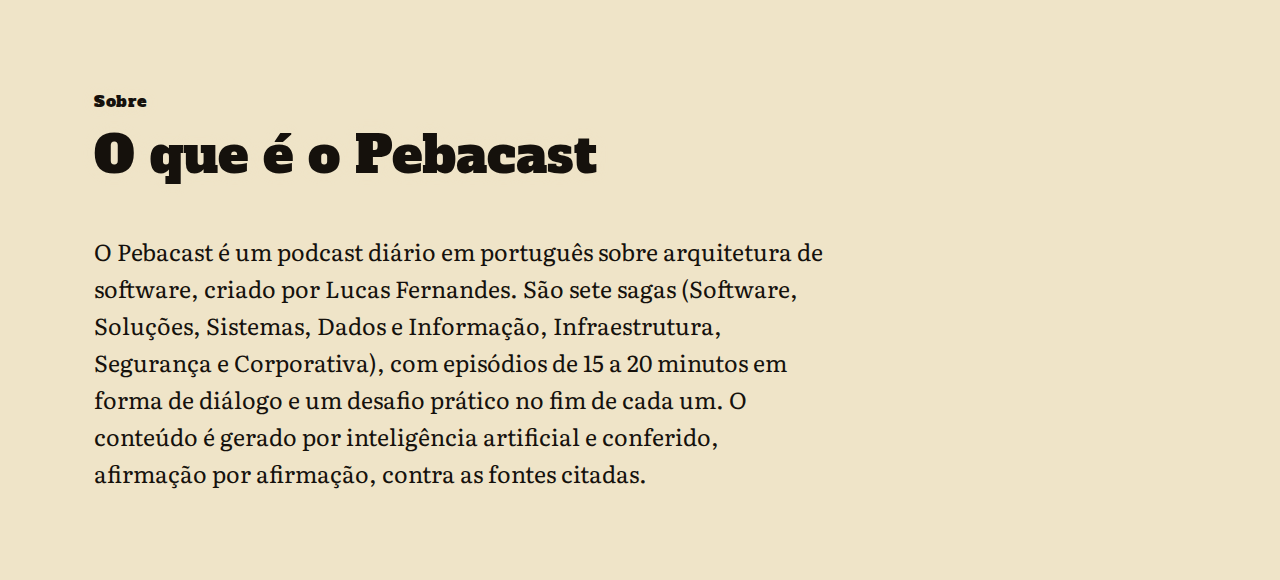 Sobre
O que é o Pebacast
O Pebacast é um podcast diário em português sobre arquitetura de
software, criado por Lucas Fernandes. São sete sagas (Software,
Soluções, Sistemas, Dados e Informação, Infraestrutura,
Segurança e Corporativa), com episódios de 15 a 20 minutos em
forma de diálogo e um desafio prático no fim de cada um. O
conteúdo é gerado por inteligência artificial e conferido,
afirmação por afirmação, contra as fontes citadas.